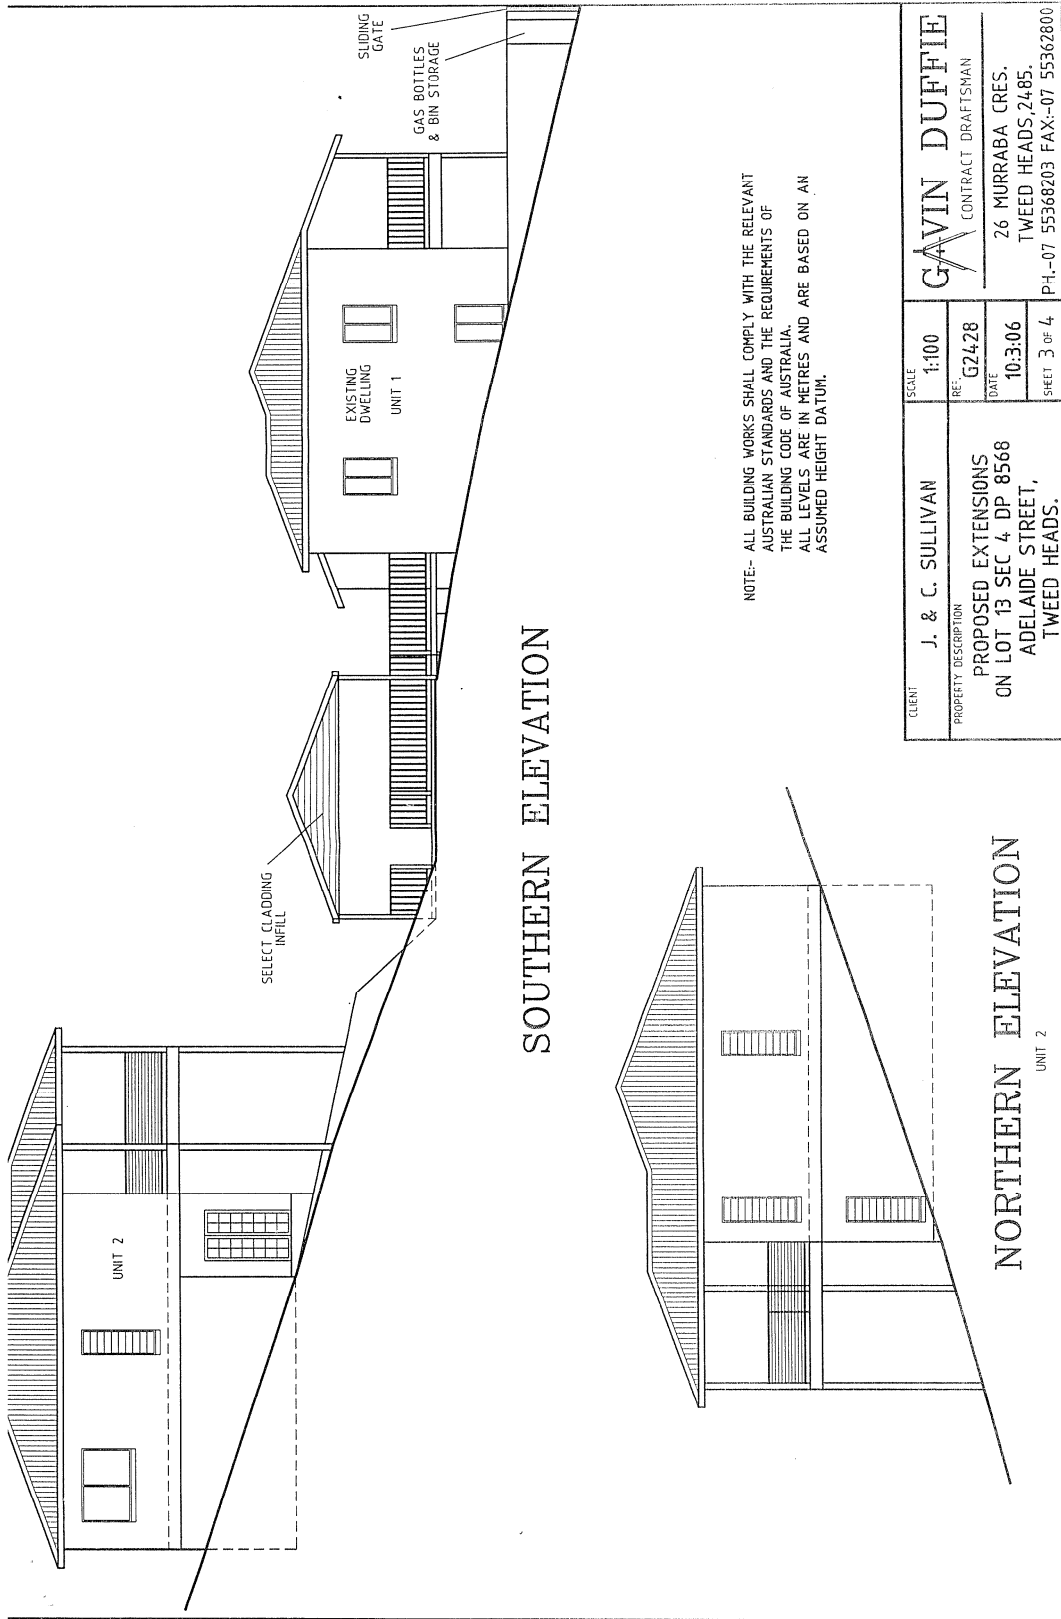 UNIT 2
SELECT CLADDING
INFILL
EXISTING
DWELLING
UNIT 1
SLIDING
GATE
GAS BOTTLES
& BIN STORAGE
SOUTHERN ELEVATION
NOTE:- ALL BUILDING WORKS SHALL COMPLY WITH THE RELEVANT
AUSTRALIAN STANDARDS AND THE REQUIREMENTS OF
THE BUILDING CODE OF AUSTRALIA.
ALL LEVELS ARE IN METRES AND ARE BASED ON AN
ASSUMED HEIGHT DATUM.
NORTHERN ELEVATION
UNIT 2
CLIENT
J. & C. SULLIVAN
PROPERTY DESCRIPTION
PROPOSED EXTENSIONS
ON LOT 13 SEC 4 DP 8568
ADELAIDE STREET,
TWEED HEADS.
SCALE
1:100
REF.
G2428
DATE
10:3:06
SHEET 3 OF 4
GAVIN DUFFIE
CONTRACT DRAFTSMAN
26 MURRABA CRES.
TWEED HEADS,2485.
PH.-07 55368203 FAX:-07 55362800